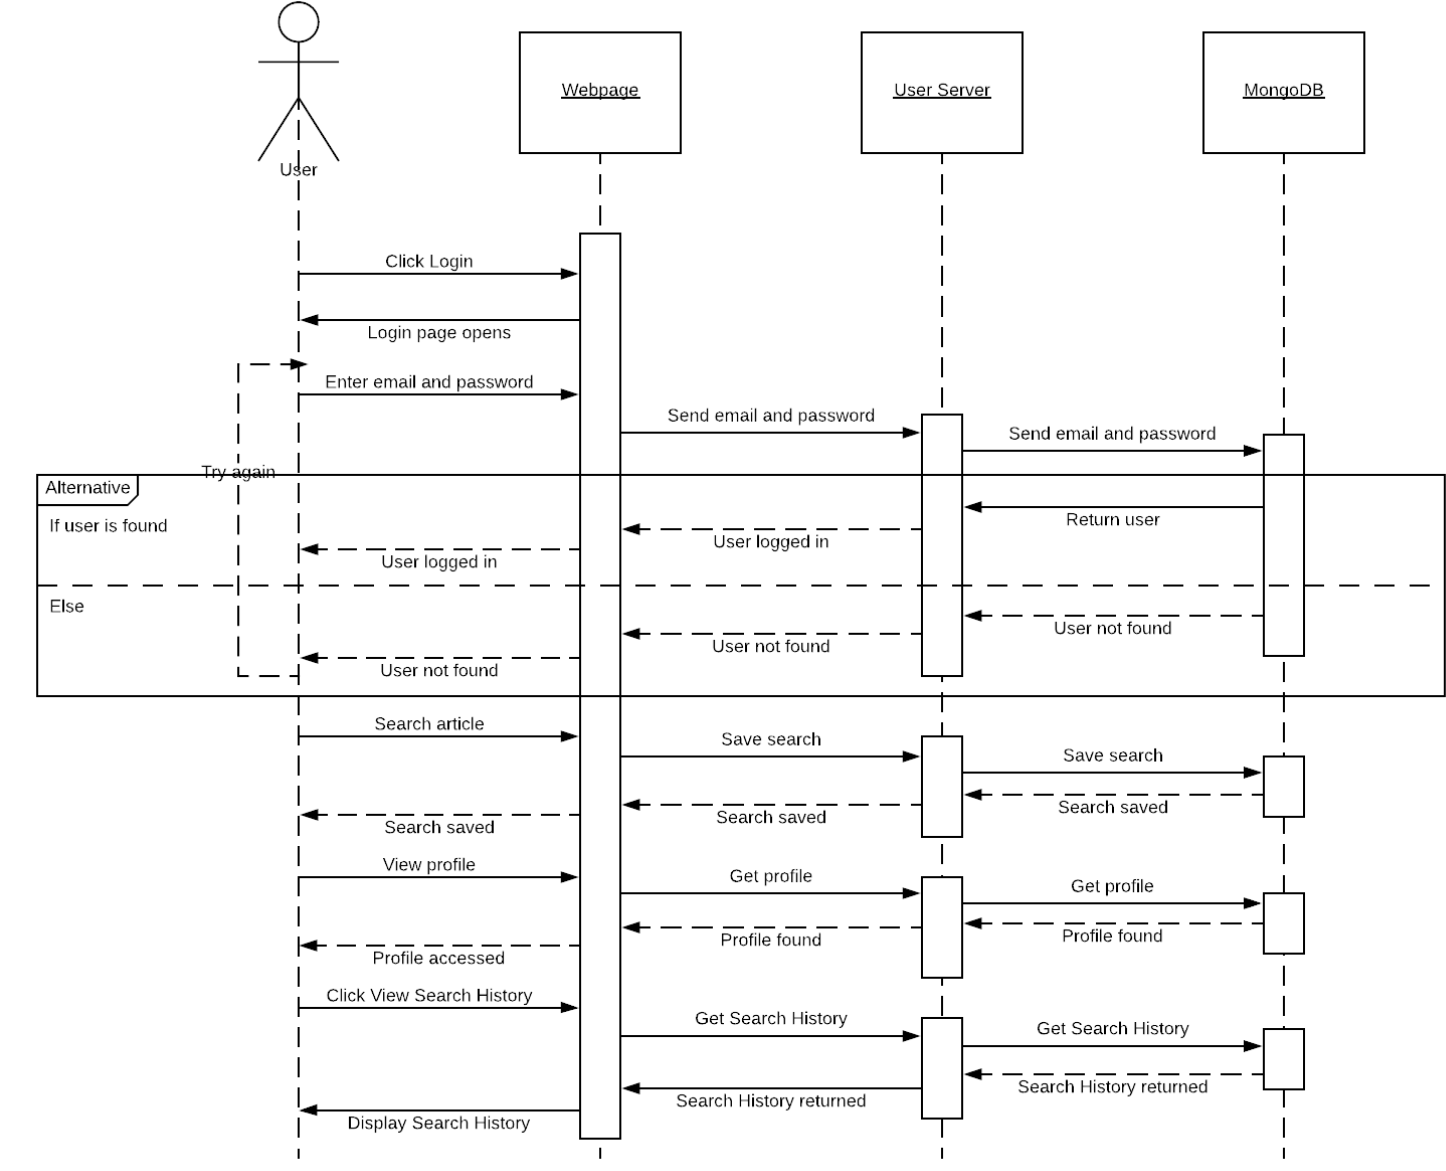 Webpage
User Server
MongoDB
User
Click Login
Login page opens
Enter email and password
Send email and password
Send email and password
Try again
Alternative
If user is found
Return user
User logged in
User logged in
Else
User not found
User not found
User not found
Search article
Save search
Save search
Search saved
Search saved
Search saved
View profile
Get profile
Get profile
Profile found
Profile found
Profile accessed
Click View Search History
Get Search History
Get Search History
Search History returned
Search History returned
Display Search History